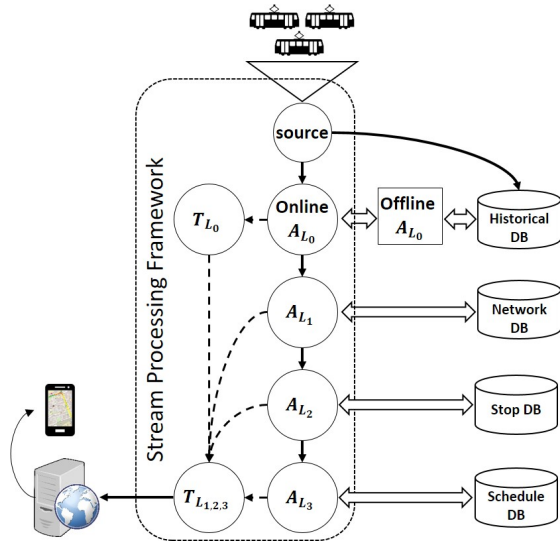 Stream Processing Framework
source
Online
A_{L_0}
Offline
A_{L_0}
Historical
DB
T_{L_0}
A_{L_1}
Network
DB
A_{L_2}
Stop DB
T_{L_{1,2,3}}
A_{L_3}
Schedule
DB